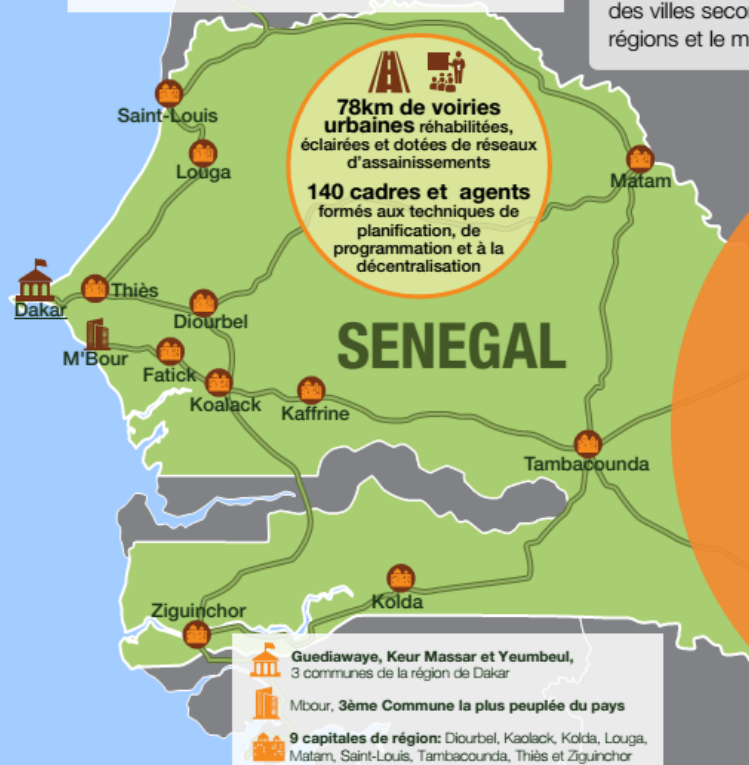 des villes secon
régions et le m
78km de voiries
urbaines réhabilitées,
éclairées et dotées de réseaux
d'assainissements
140 cadres et agents
formés aux techniques de
planification, de
programmation et à la
décentralisation
Saint-Louis
Louga
Matam
Dakar
Thiès
Diourbel
M'Bour
Fatick
Koalack
Kaffrine
SENEGAL
Tambacounda
Kolda
Ziguinchor
Guediawaye, Keur Massar et Yeumbeul,
3 communes de la région de Dakar
Mbour, 3ème Commune la plus peuplée du pays
9 capitales de région: Diourbel, Kaolack, Kolda, Louga,
Matam, Saint-Louis, Tambacounda, Thiès et Ziguinchor